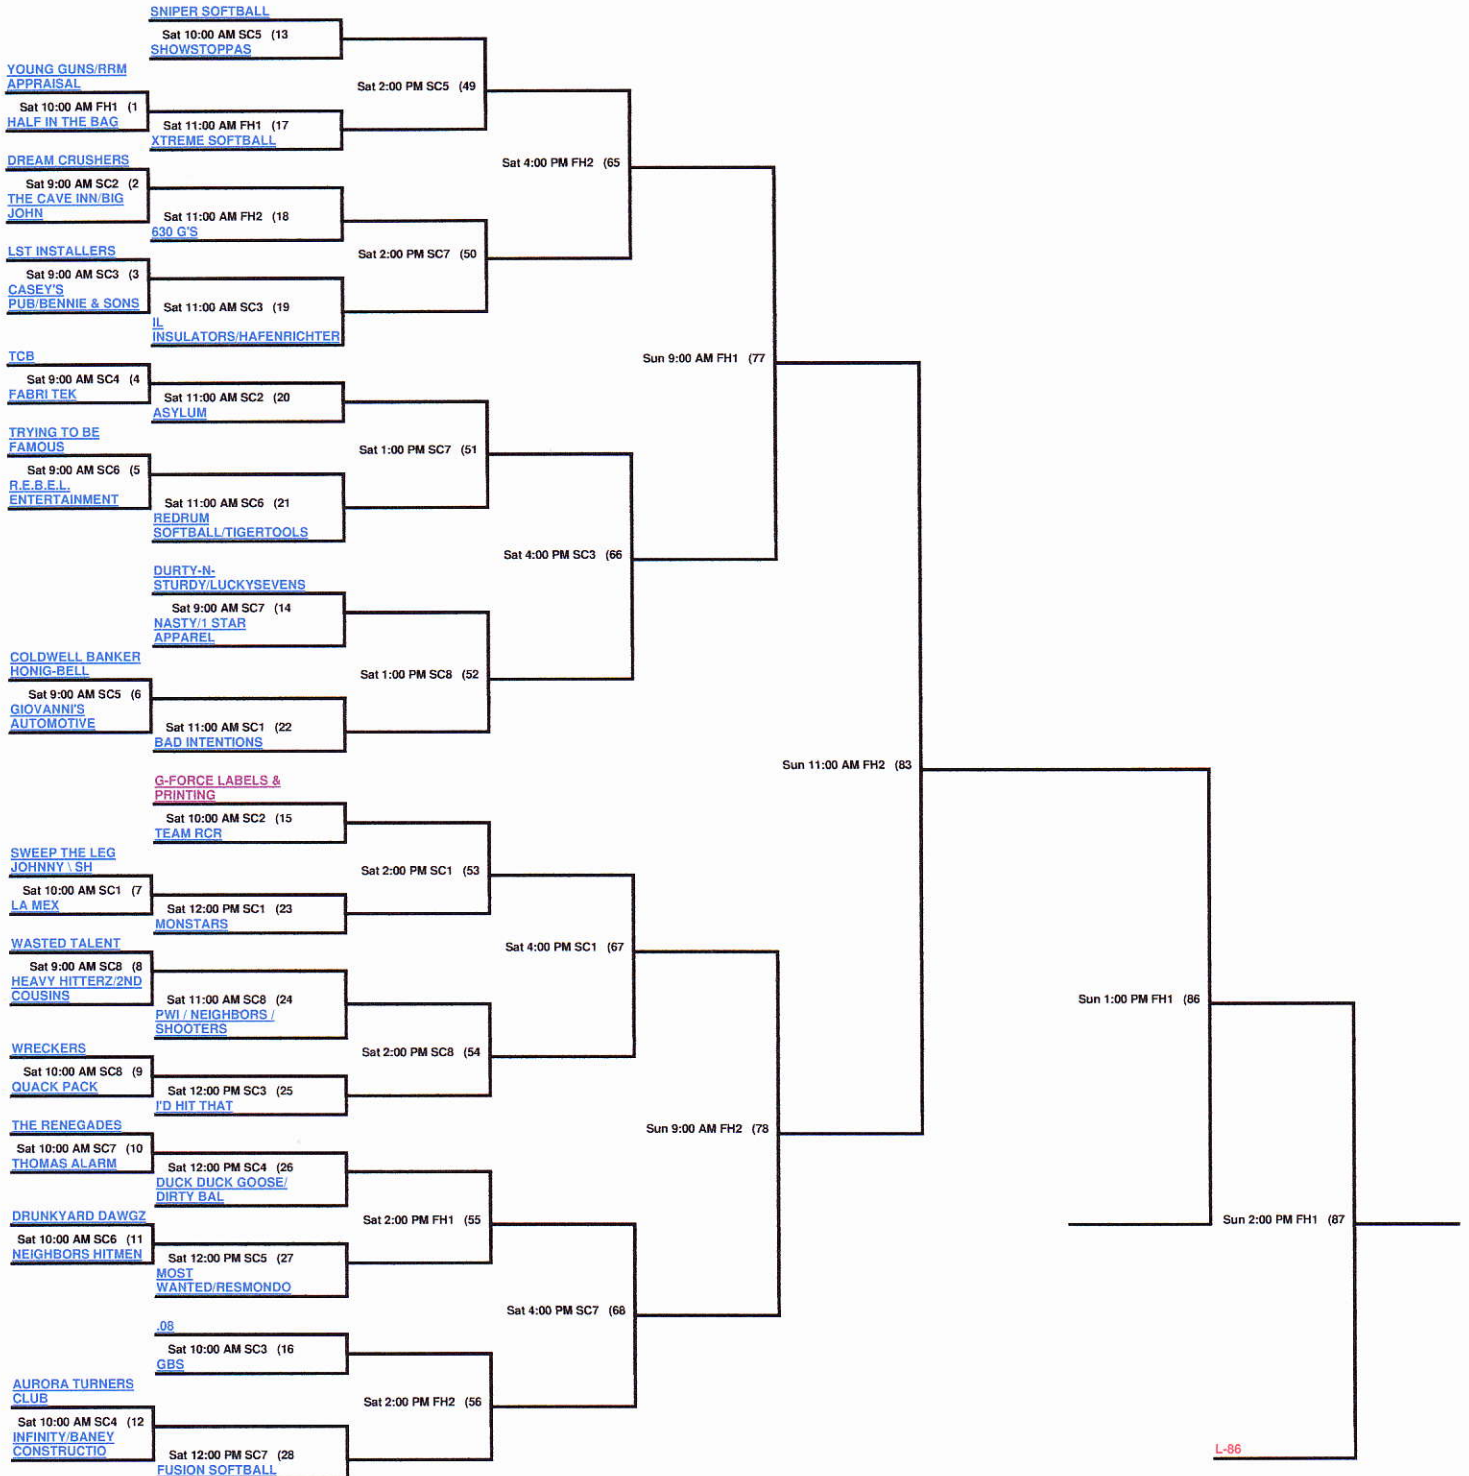 SNIPER SOFTBALL
Sat 10:00 AM SC5 (13
SHOWSTOPPAS
YOUNG GUNS/RRM
APPRAISAL
Sat 10:00 AM FH1 (1
HALF IN THE BAG
Sat 2:00 PM SC5 (49
Sat 11:00 AM FH1 (17
XTREME SOFTBALL
DREAM CRUSHERS
Sat 9:00 AM SC2 (2
THE CAVE INN/BIG
JOHN
Sat 4:00 PM FH2 (65
Sat 11:00 AM FH2 (18
630 G'S
LST INSTALLERS
Sat 9:00 AM SC3 (3
CASEY'S
PUB/BENNIE & SONS
Sat 2:00 PM SC7 (50
Sat 11:00 AM SC3 (19
IL
INSULATORS/HAFENRICHTER
TCB
Sat 9:00 AM SC4 (4
FABRI TEK
Sun 9:00 AM FH1 (77
Sat 11:00 AM SC2 (20
ASYLUM
TRYING TO BE
FAMOUS
Sat 9:00 AM SC6 (5
R.E.B.E.L.
ENTERTAINMENT
Sat 1:00 PM SC7 (51
Sat 11:00 AM SC6 (21
REDRUM
SOFTBALL/TIGERTOOLS
Sat 4:00 PM SC3 (66
DURTY-N-
STURDY/LUCKYSEVENS
Sat 9:00 AM SC7 (14
NASTY/1 STAR
APPAREL
COLDWELL BANKER
HONIG-BELL
Sat 9:00 AM SC5 (6
GIOVANNI'S
AUTOMOTIVE
Sat 1:00 PM SC8 (52
Sat 11:00 AM SC1 (22
BAD INTENTIONS
Sun 11:00 AM FH2 (83
G-FORCE LABELS &
PRINTING
Sat 10:00 AM SC2 (15
TEAM RCR
SWEEP THE LEG
JOHNNY \ SH
Sat 10:00 AM SC1 (7
LA MEX
Sat 2:00 PM SC1 (53
Sat 12:00 PM SC1 (23
MONSTARS
WASTED TALENT
Sat 9:00 AM SC8 (8
HEAVY HITTERZ/2ND
COUSINS
Sat 4:00 PM SC1 (67
Sat 11:00 AM SC8 (24
PWI / NEIGHBORS /
SHOOTERS
Sun 1:00 PM FH1 (86
WRECKERS
Sat 10:00 AM SC8 (9
QUACK PACK
Sat 2:00 PM SC8 (54
Sat 12:00 PM SC3 (25
I'D HIT THAT
THE RENEGADES
Sat 10:00 AM SC7 (10
THOMAS ALARM
Sun 9:00 AM FH2 (78
Sat 12:00 PM SC4 (26
DUCK DUCK GOOSE/
DIRTY BAL
DRUNKYARD DAWGZ
Sat 10:00 AM SC6 (11
NEIGHBORS HITMEN
Sat 2:00 PM FH1 (55
Sun 2:00 PM FH1 (87
Sat 12:00 PM SC5 (27
MOST
WANTED/RESMONDO
Sat 4:00 PM SC7 (68
.08
Sat 10:00 AM SC3 (16
GBS
AURORA TURNERS
CLUB
Sat 10:00 AM SC4 (12
INFINITY/BANEY
CONSTRUCTIO
Sat 2:00 PM FH2 (56
Sat 12:00 PM SC7 (28
FUSION SOFTBALL
L-86